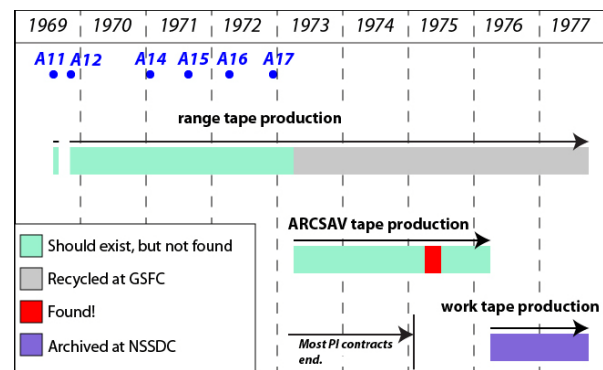 1969 1970 1971 1972 1973 1974 1975 1976 1977
A11 A12 A14 A15 A16 A17
range tape production
ARCSAV tape production
work tape production
Most PI contracts
end.
Should exist, but not found
Recycled at GSFC
Found!
Archived at NSSDC